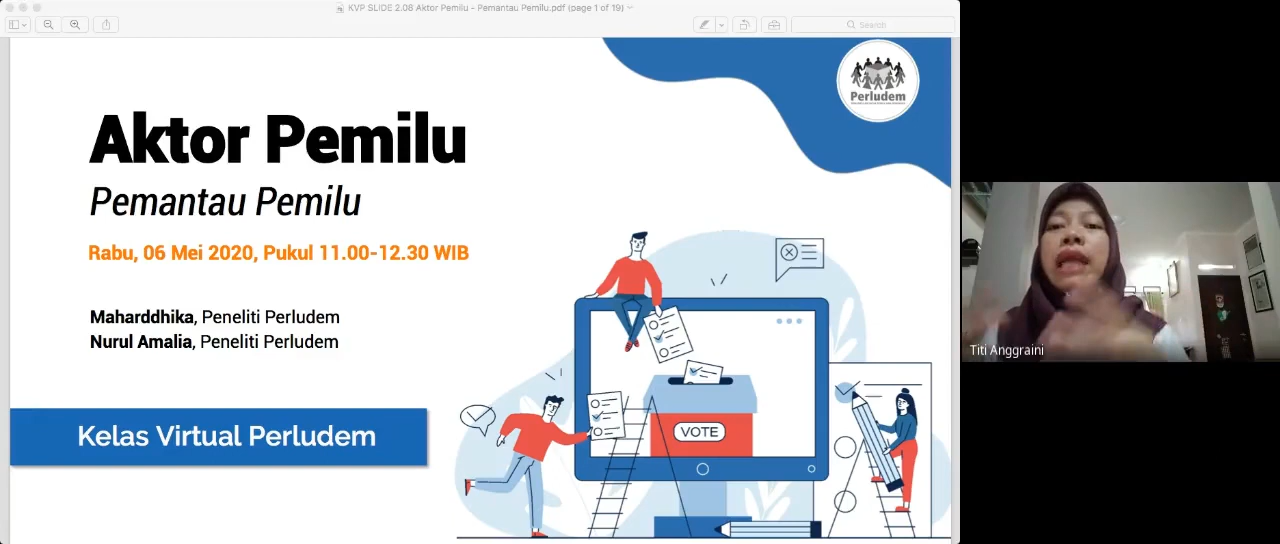 KVP SLIDE 2.08 Aktor Pemilu - Pemantau Pemilu.pdf (page 1 of 19)
Search
Perludem
Aktor Pemilu
Pemantau Pemilu
Rabu, 06 Mei 2020, Pukul 11.00-12.30 WIB
Maharddhika, Peneliti Perludem
Nurul Amalia, Peneliti Perludem
Kelas Virtual Perludem
VOTE
Titi Anggraini